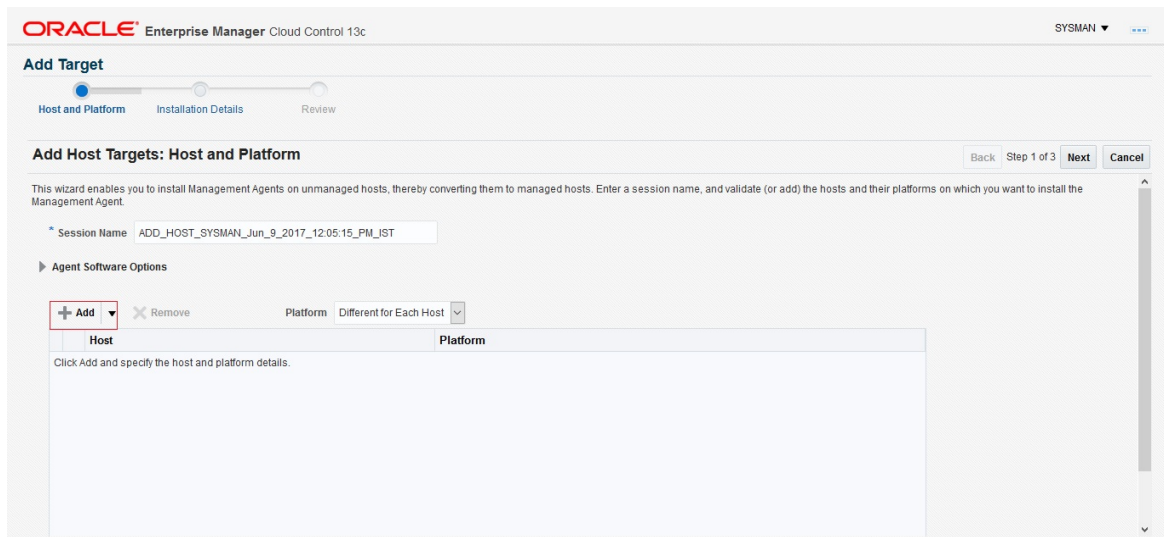 ORACLE Enterprise Manager Cloud Control 13c
SYSMAN
Add Target
Host and Platform Installation Details Review
Add Host Targets: Host and Platform
Back Step 1 of 3 Next Cancel
This wizard enables you to install Management Agents on unmanaged hosts, thereby converting them to managed hosts. Enter a session name, and validate (or add) the hosts and their platforms on which you want to install the
Management Agent.
* Session Name ADD_HOST_SYSMAN_Jun_9_2017_12:05:15_PM_IST
Agent Software Options
Add Remove Platform Different for Each Host
Host Platform
Click Add and specify the host and platform details.